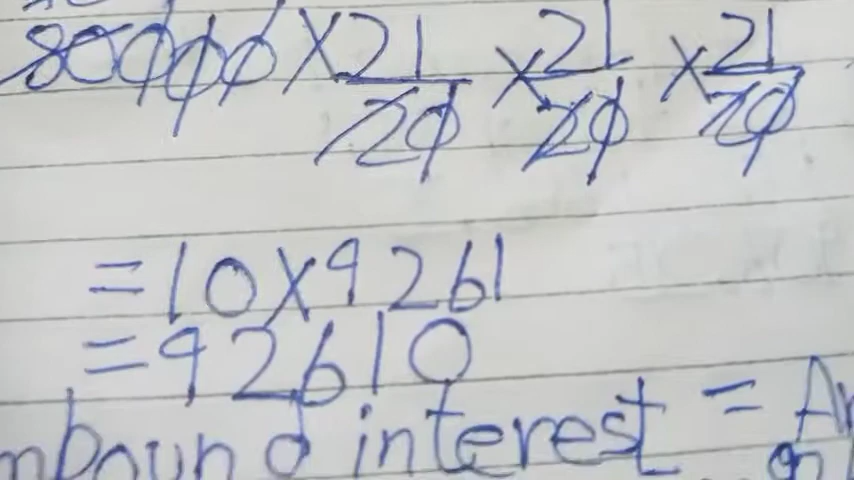 80000 × 21/20 × 21/20 × 21/20
= 10 × 9261
= 92610
interest =